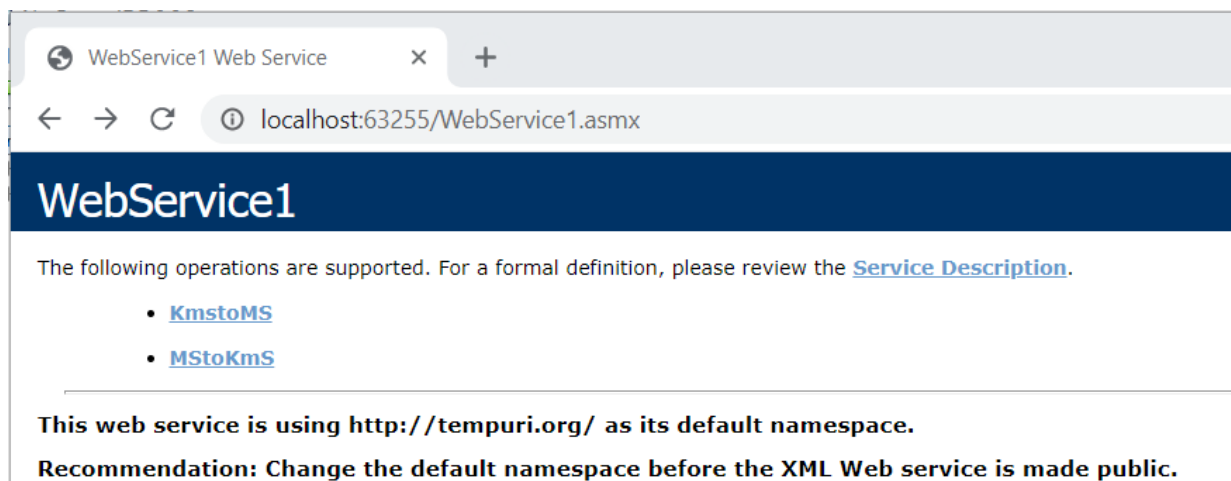 WebService1 Web Service
localhost:63255/WebService1.asmx
WebService1
The following operations are supported. For a formal definition, please review the Service Description.
• KmstoMS
• MStoKmS
This web service is using http://tempuri.org/ as its default namespace.
Recommendation: Change the default namespace before the XML Web service is made public.